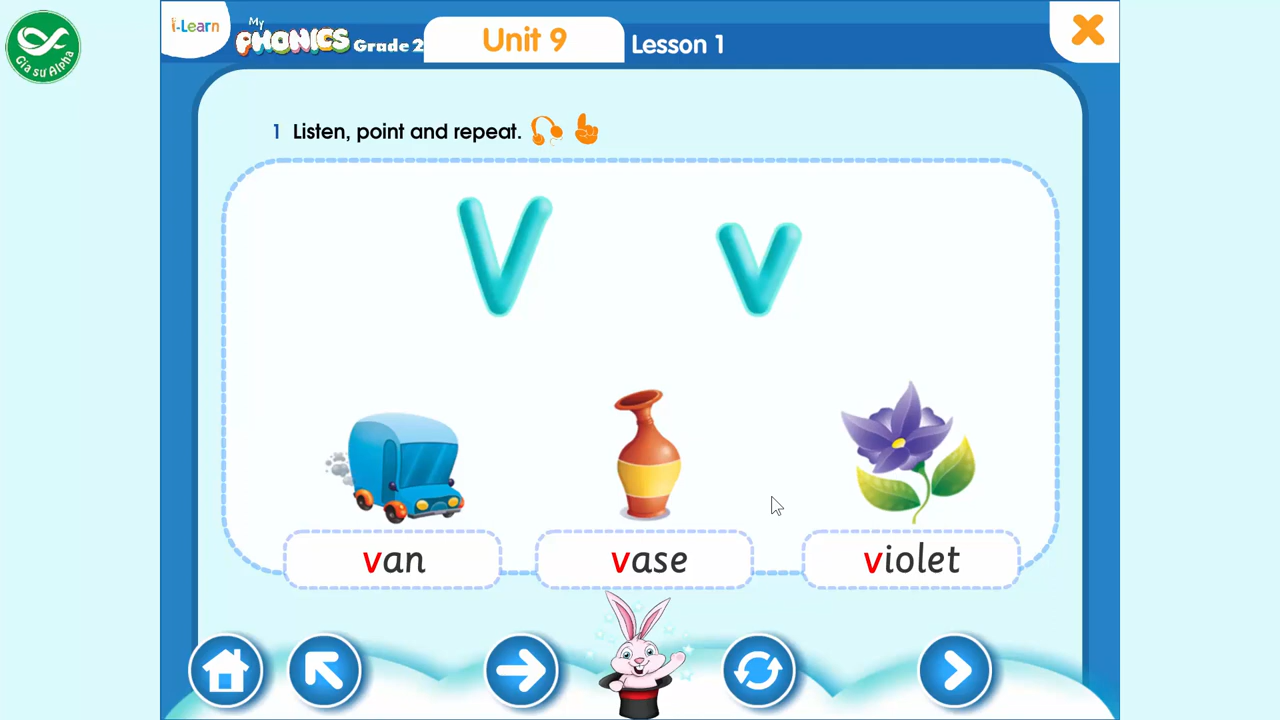 Gia sư Alpha
i-Learn
My
PHONICS Grade 2
Unit 9
Lesson 1
1 Listen, point and repeat.
V v
van vase violet